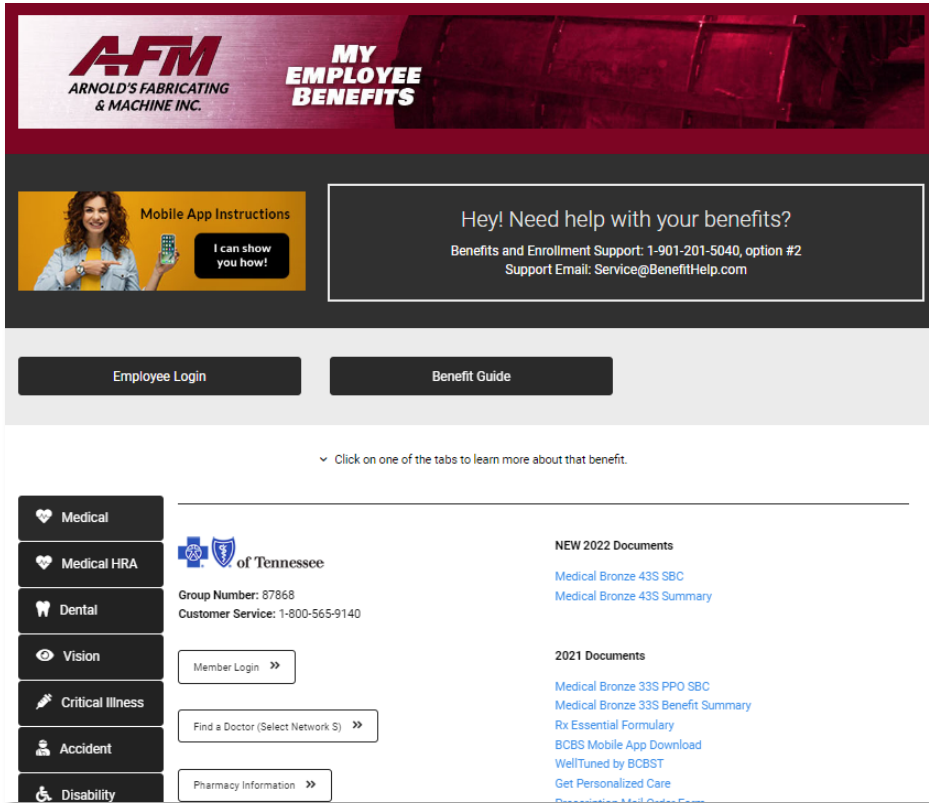 AFM
ARNOLD'S FABRICATING
& MACHINE INC.
MY
EMPLOYEE
BENEFITS
Mobile App Instructions
I can show
you how!
Hey! Need help with your benefits?
Benefits and Enrollment Support: 1-901-201-5040, option #2
Support Email: Service@BenefitHelp.com
Employee Login
Benefit Guide
Click on one of the tabs to learn more about that benefit.
Medical
Medical HRA
Dental
Vision
Critical Illness
Accident
Disability
of Tennessee
Group Number: 87868
Customer Service: 1-800-565-9140
Member Login »
Find a Doctor (Select Network S) »
Pharmacy Information »
NEW 2022 Documents
Medical Bronze 43S SBC
Medical Bronze 43S Summary
2021 Documents
Medical Bronze 33S PPO SBC
Medical Bronze 33S Benefit Summary
Rx Essential Formulary
BCBS Mobile App Download
WellTuned by BCBST
Get Personalized Care
Prescription Mail Order Form